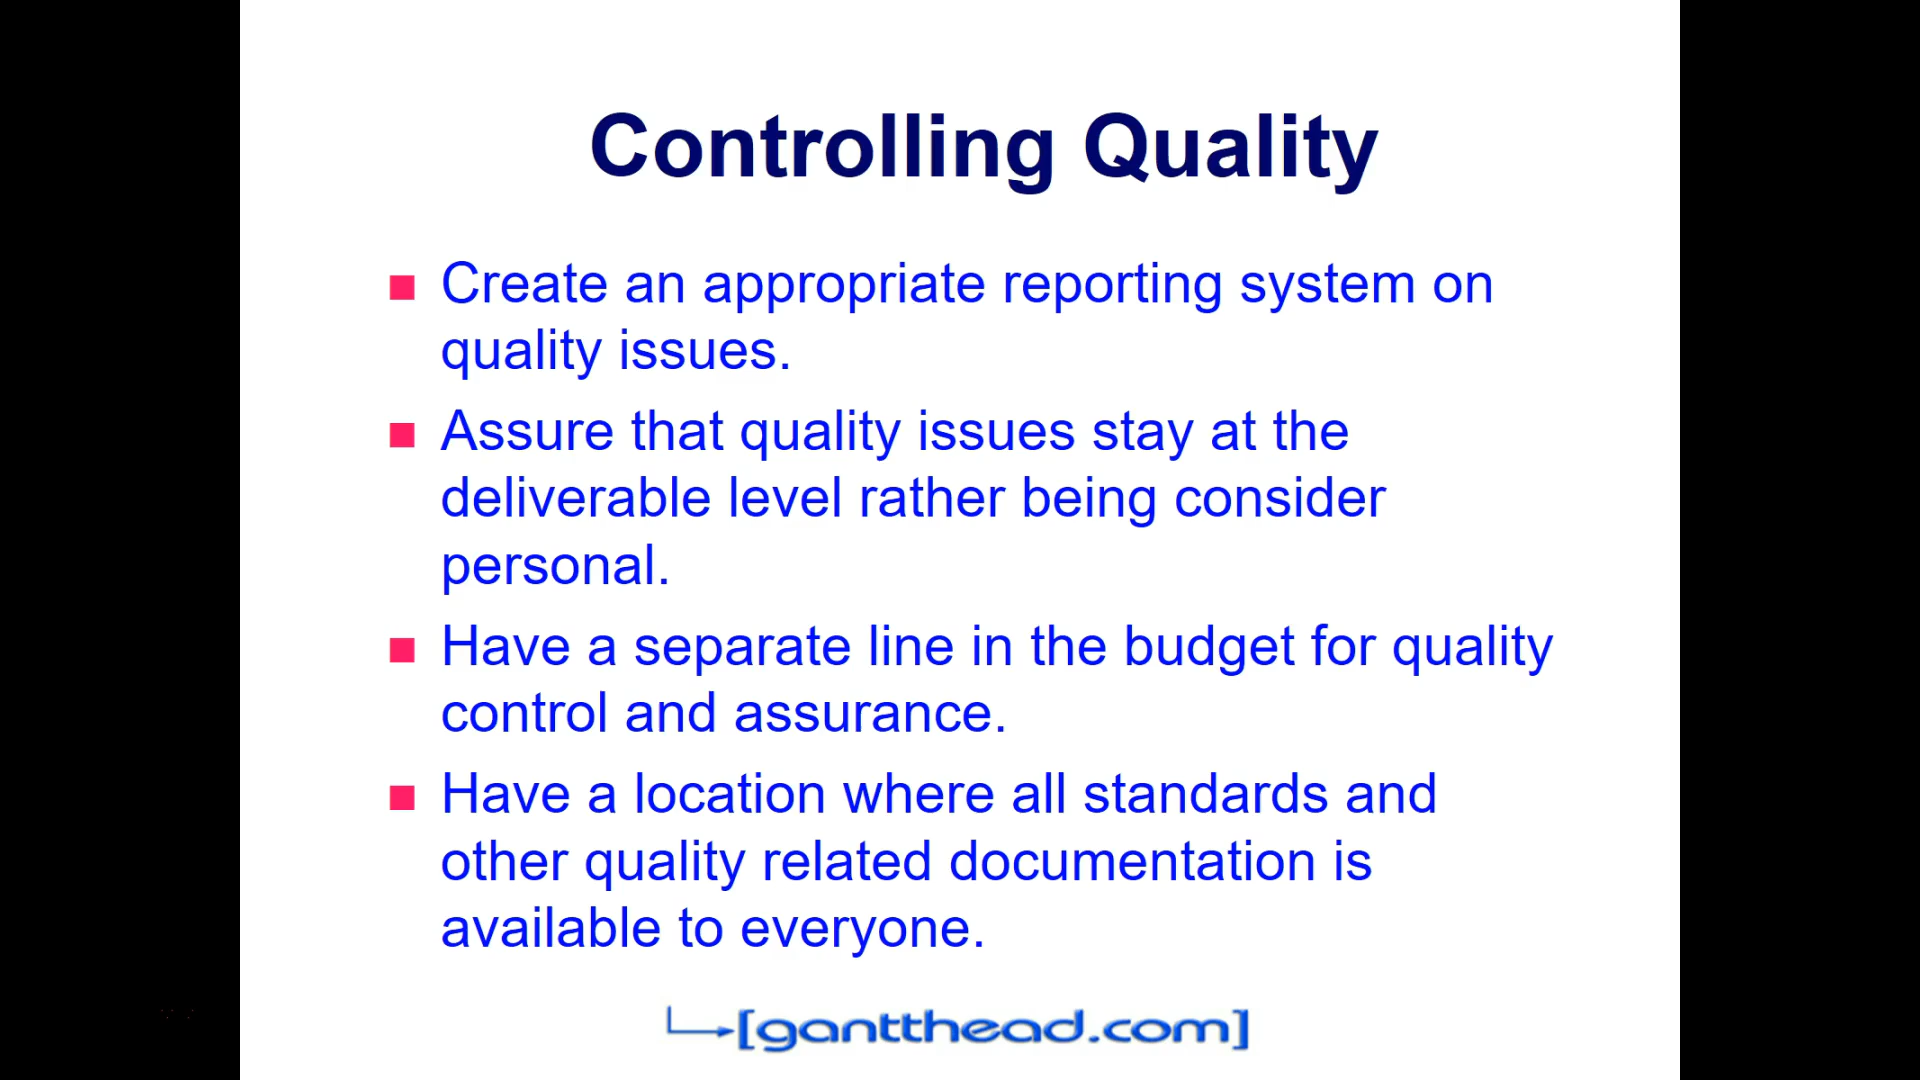 Controlling Quality
Create an appropriate reporting system on
quality issues.
Assure that quality issues stay at the
deliverable level rather being consider
personal.
Have a separate line in the budget for quality
control and assurance.
Have a location where all standards and
other quality related documentation is
available to everyone.
[gantthead.com]